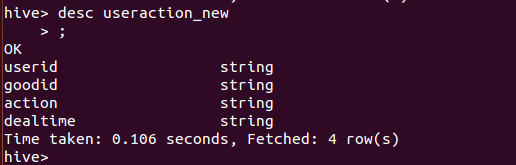 hive> desc useraction_new
    > ;
OK
userid                  string
goodid                  string
action                  string
dealtime                string
Time taken: 0.106 seconds, Fetched: 4 row(s)
hive>